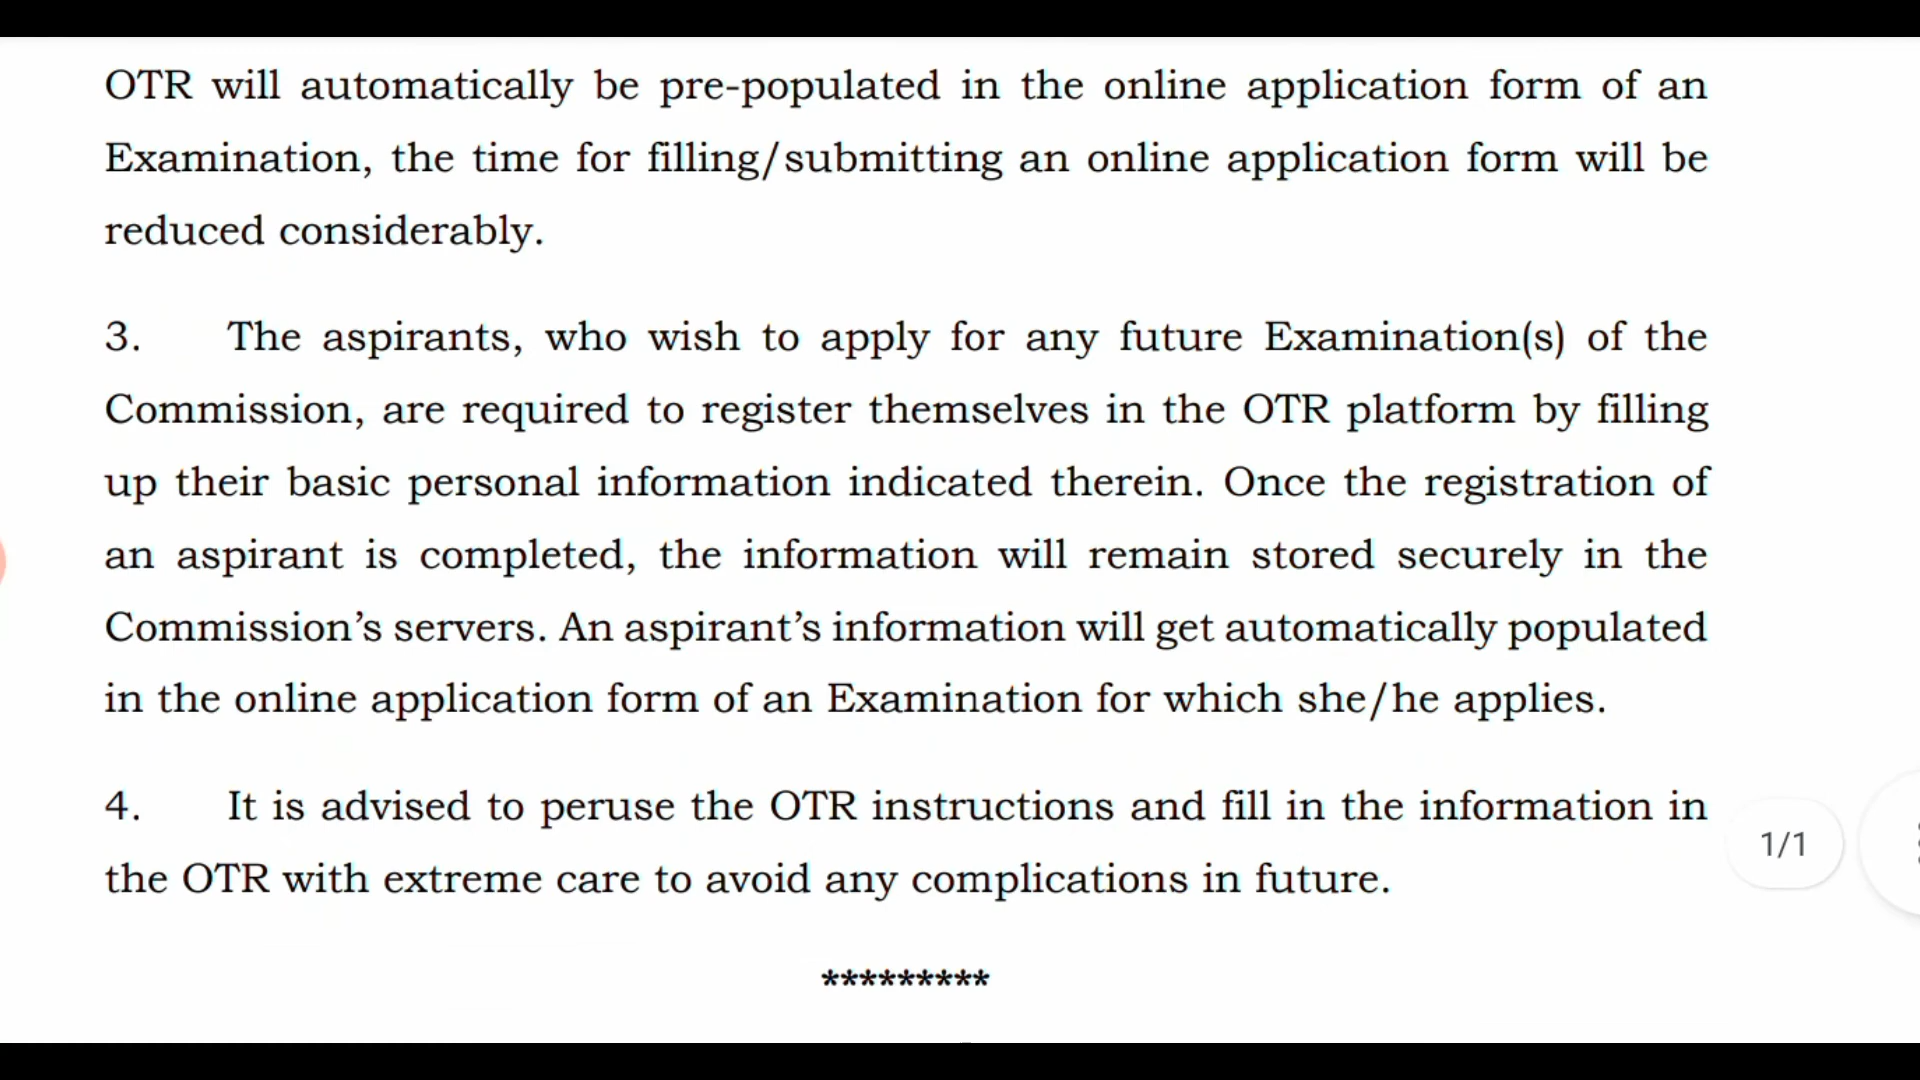 OTR will automatically be pre-populated in the online application form of an
Examination, the time for filling/submitting an online application form will be
reduced considerably.
3. The aspirants, who wish to apply for any future Examination(s) of the
Commission, are required to register themselves in the OTR platform by filling
up their basic personal information indicated therein. Once the registration of
an aspirant is completed, the information will remain stored securely in the
Commission’s servers. An aspirant’s information will get automatically populated
in the online application form of an Examination for which she/he applies.
4. It is advised to peruse the OTR instructions and fill in the information in
the OTR with extreme care to avoid any complications in future.
1/1
*********